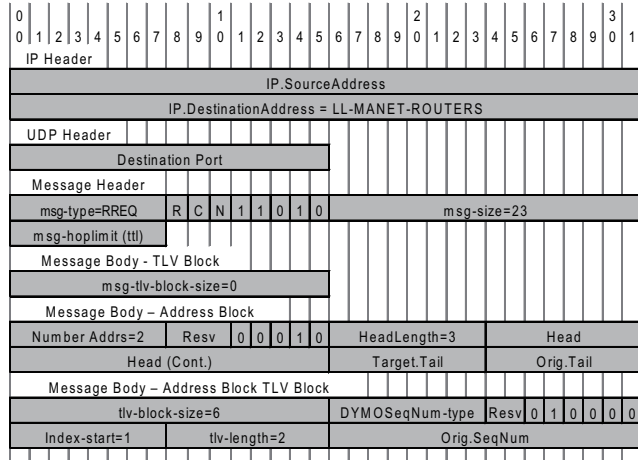 0 1 2 3
0 1 2 3 4 5 6 7 8 9 0 1 2 3 4 5 6 7 8 9 0 1 2 3 4 5 6 7 8 9 0 1
IP Header
IP.SourceAddress
IP.DestinationAddress = LL-MANET-ROUTERS
UDP Header
Destination Port
Message Header
msg-type=RREQ R C N 1 1 0 1 0 msg-size=23
msg-hoplimit (ttl)
Message Body - TLV Block
msg-tlv-block-size=0
Message Body – Address Block
Number Addrs=2 Resv 0 0 0 1 0 HeadLength=3 Head
Head (Cont.) Target.Tail Orig.Tail
Message Body – Address Block TLV Block
tlv-block-size=6 DYMOSeqNum-type Resv 0 1 0 0 0 0
Index-start=1 tlv-length=2 Orig.SeqNum